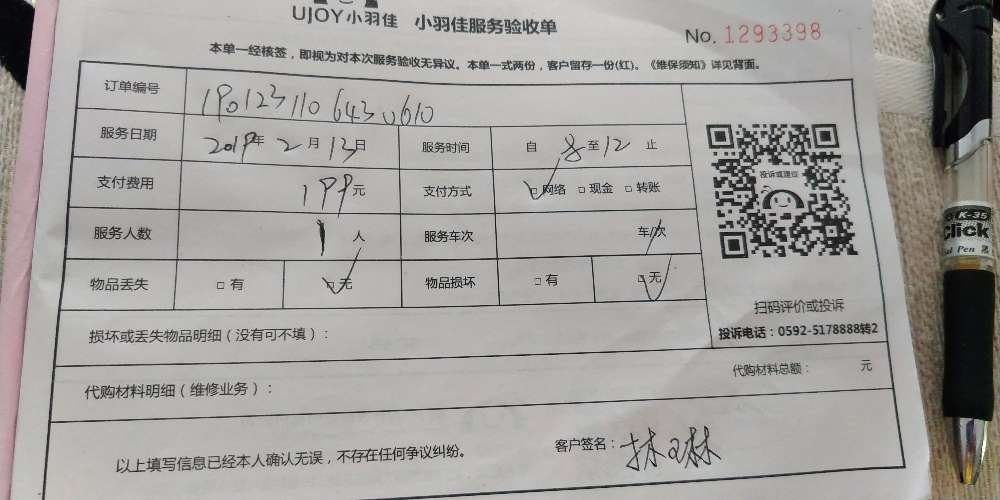 UJOY小羽佳 小羽佳服务验收单
No. 1293398
本单一经核签，即视为对本次服务验收无异议。本单一式两份，客户留存一份(红)。《维保须知》详见背面。
订单编号 1901231106430610
服务日期 2019年 2 月 13日 服务时间 自 8 至 12 止
支付费用 199元 支付方式 □网络 □现金 □转账
服务人数 1 人 服务车次 车/次
物品丢失 □有 □无 物品损坏 □有 □无
投诉或建议
扫码评价或投诉
投诉电话：0592-5178888转2
损坏或丢失物品明细（没有可不填）：
代购材料明细（维修业务）： 代购材料总额： 元
以上填写信息已经本人确认无误，不存在任何争议纠纷。 客户签名：
K-35
Click
Gel Pen